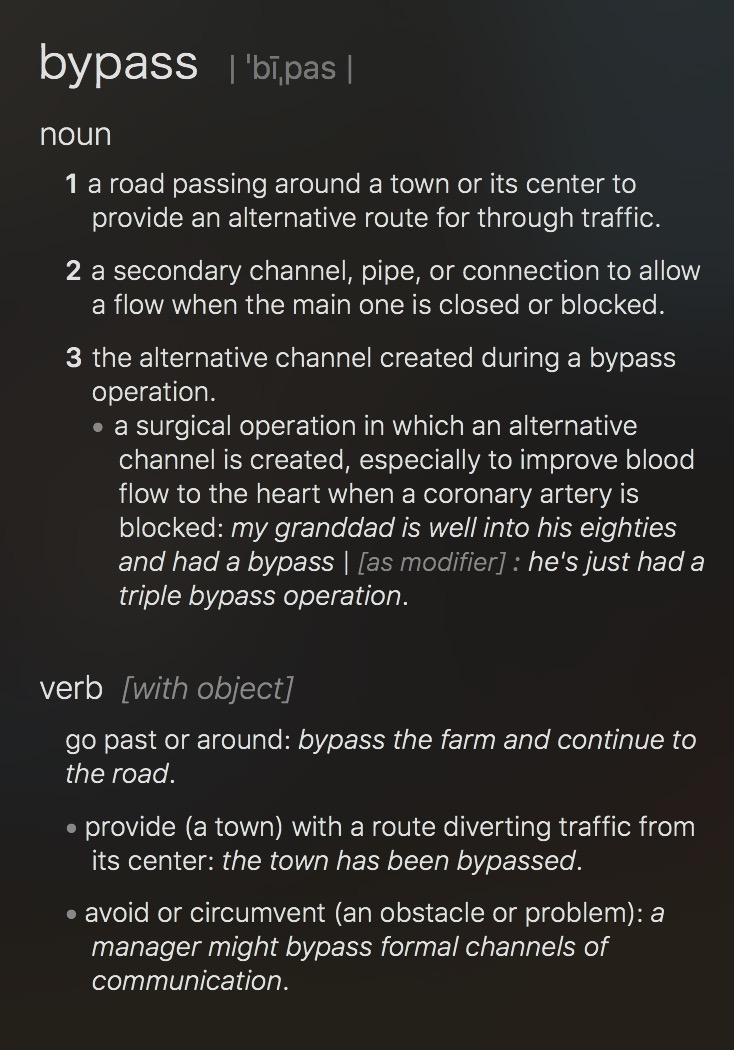 bypass | ˈbīˌpas |
noun
1 a road passing around a town or its center to
provide an alternative route for through traffic.
2 a secondary channel, pipe, or connection to allow
a flow when the main one is closed or blocked.
3 the alternative channel created during a bypass
operation.
• a surgical operation in which an alternative
channel is created, especially to improve blood
flow to the heart when a coronary artery is
blocked: my granddad is well into his eighties
and had a bypass | [as modifier] : he's just had a
triple bypass operation.
verb [with object]
go past or around: bypass the farm and continue to
the road.
• provide (a town) with a route diverting traffic from
its center: the town has been bypassed.
• avoid or circumvent (an obstacle or problem): a
manager might bypass formal channels of
communication.